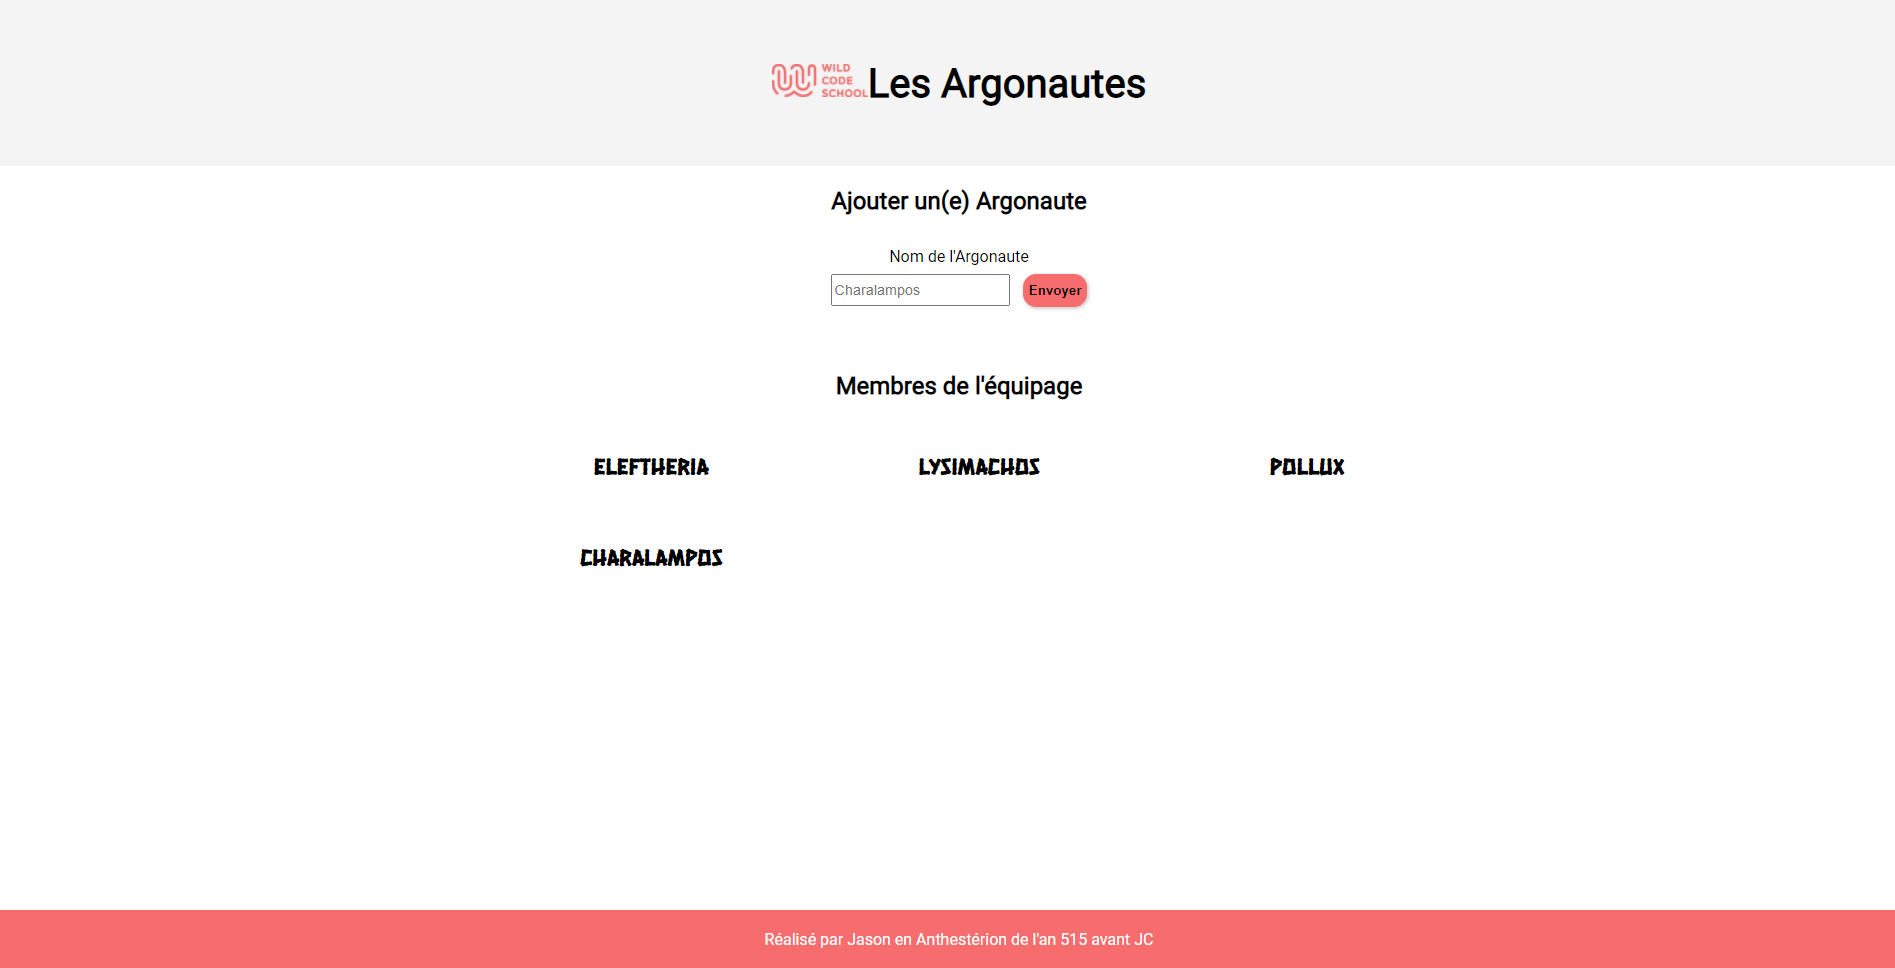 WILD
CODE
SCHOOL
Les Argonautes
Ajouter un(e) Argonaute
Nom de l'Argonaute
Charalampos
Envoyer
Membres de l'équipage
ELEFTHERIA LYSIMACHOS POLLUX
CHARALAMPOS
Réalisé par Jason en Anthestérion de l'an 515 avant JC